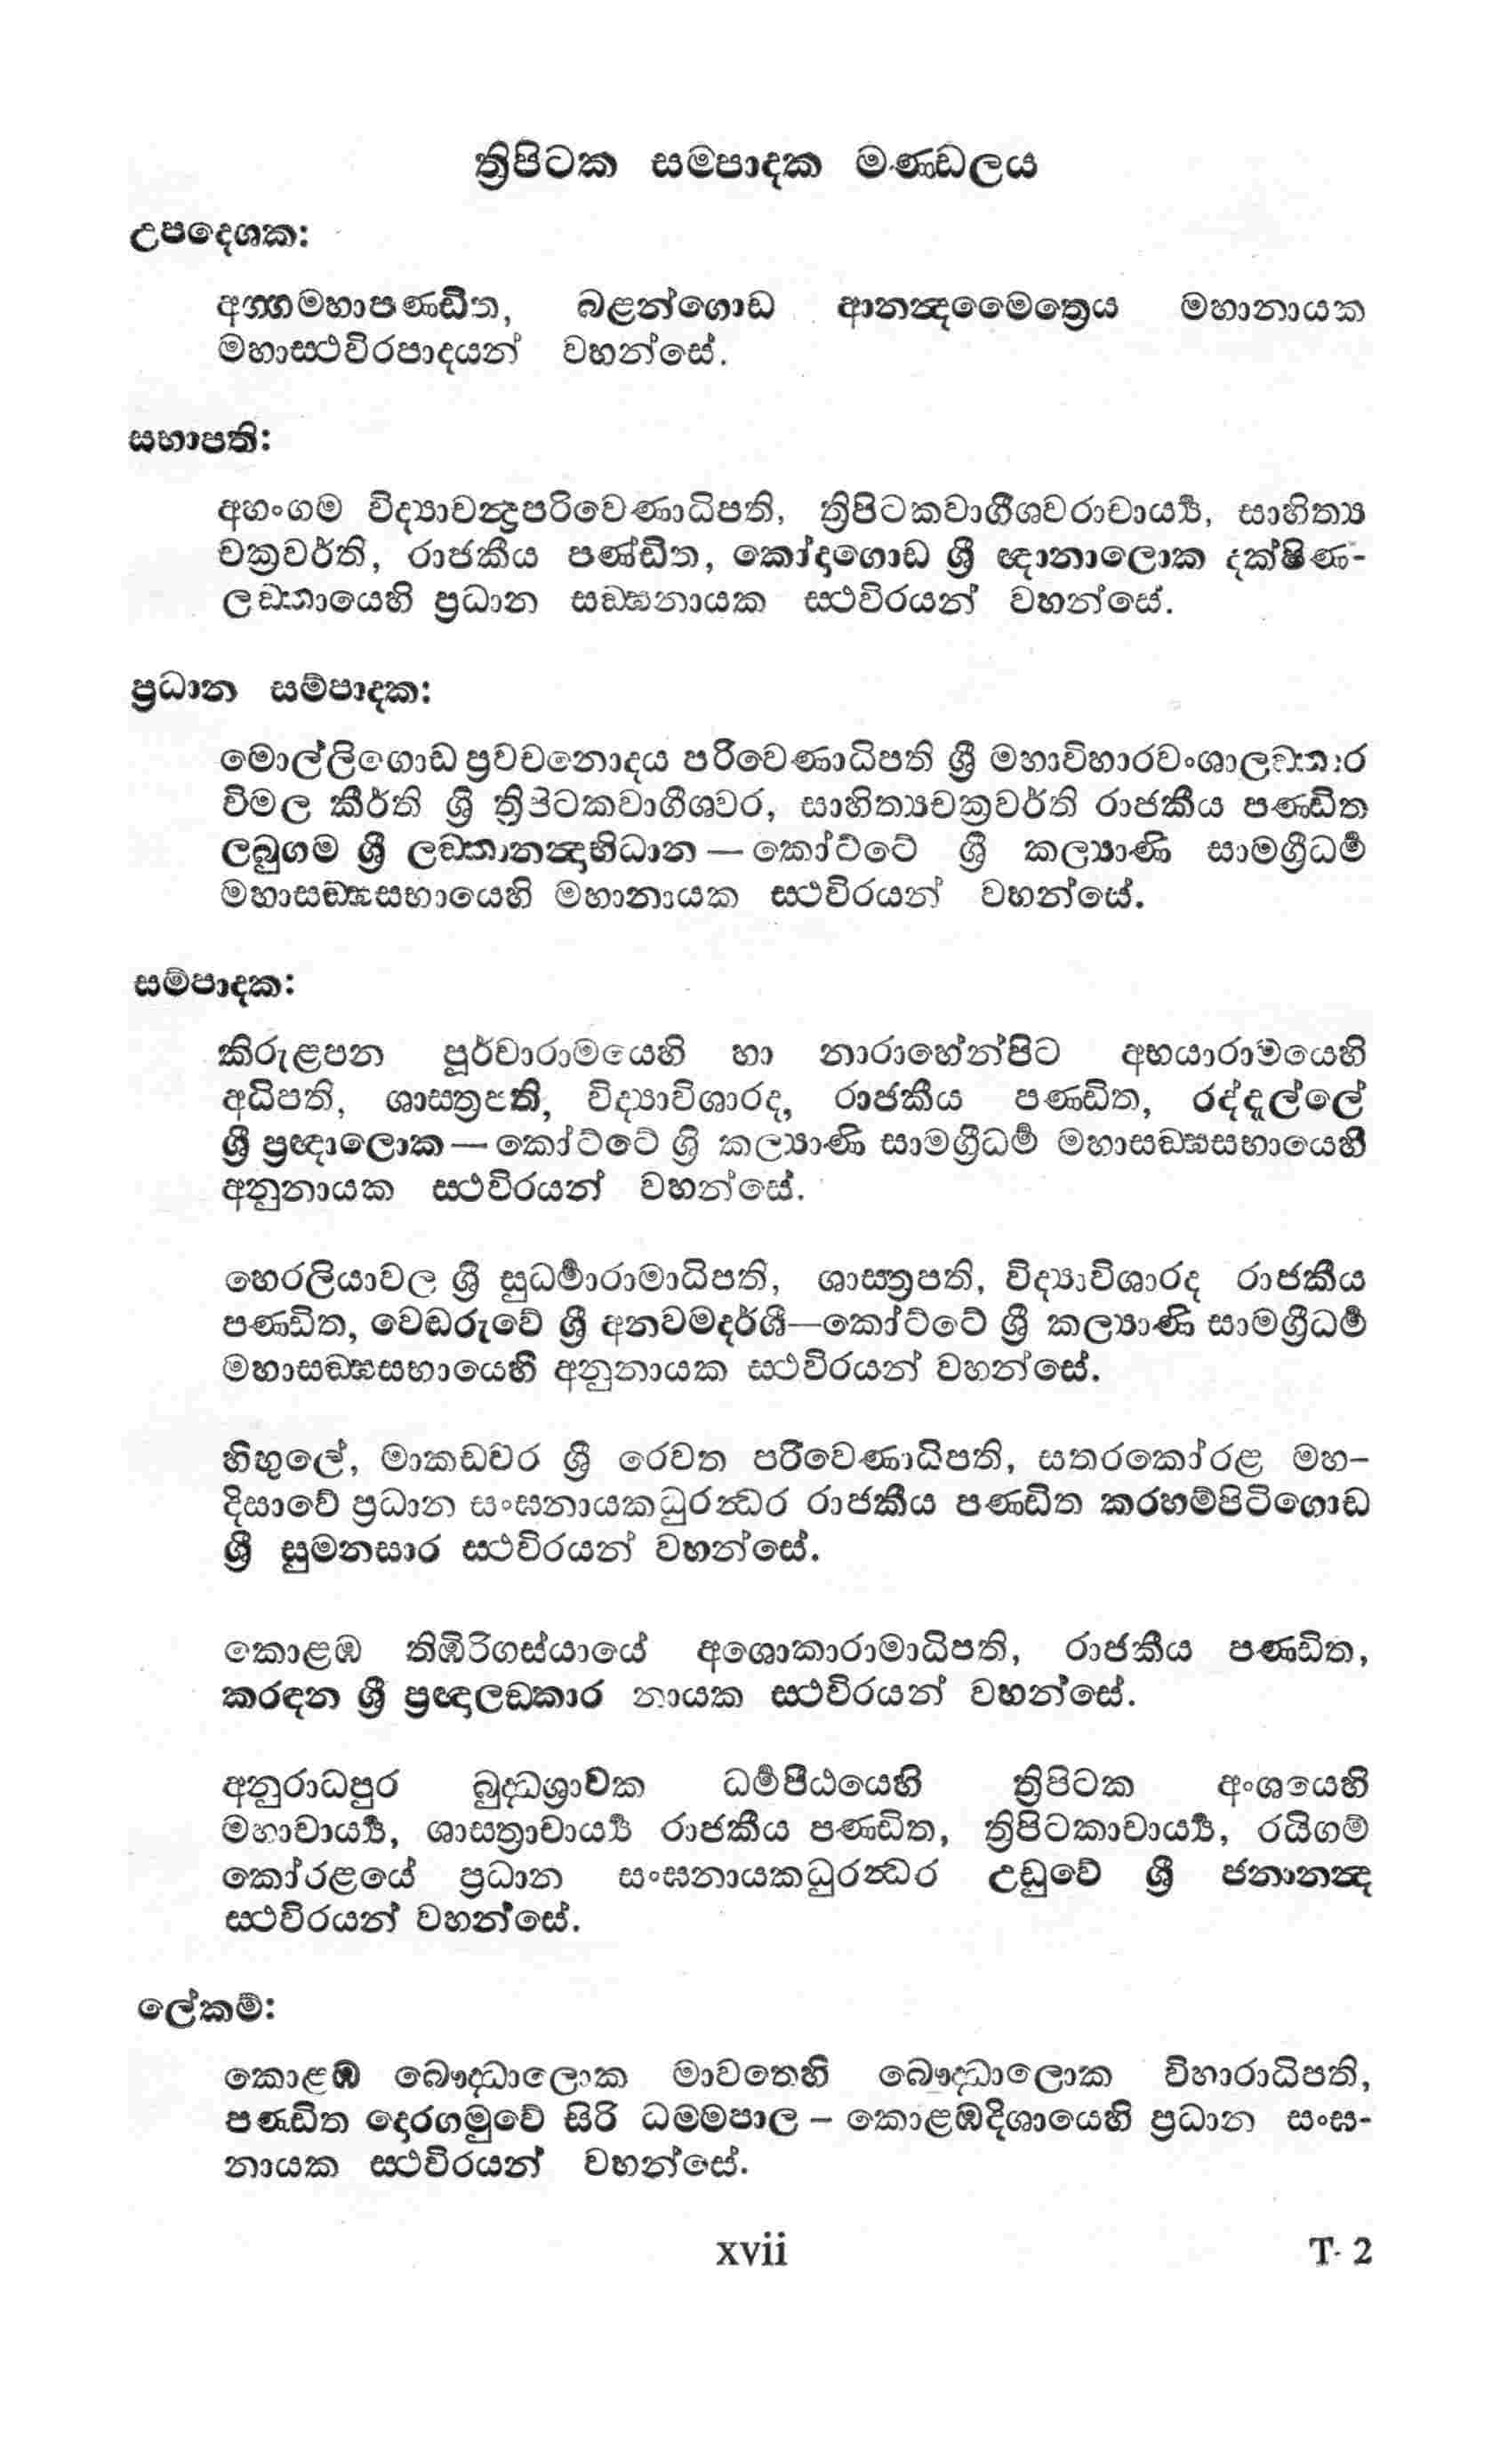 ත්‍රිපිටක සම්පාදක මණ්ඩලය
උපදෙශක:
අග්ගමහාපණ්ඩිත, බළන්ගොඩ ආනන්දමෛත්‍රෙය මහානායක
මහාස්ථවිරපාදයන් වහන්සේ.
සභාපති:
අහංගම විද්‍යාචන්ද්‍රපරිවෙණාධිපති, ත්‍රිපිටකවාගීශ්වරාචාර්‍ය්‍ය, සාහිත්‍ය
චක්‍රවර්ති, රාජකීය පණ්ඩිත, කෝදාගොඩ ශ්‍රී ඥානාලොක දක්ෂිණ-
ලඞ්කායෙහි ප්‍රධාන සඞ්ඝනායක ස්ථවිරයන් වහන්සේ.
ප්‍රධාන සම්පාදක:
මොල්ලිගොඩ ප්‍රවචනොදය පරිවෙණාධිපති ශ්‍රී මහාවිහාරවංශාලඞ්කාර
විමල කීර්ති ශ්‍රී ත්‍රිපිටකවාගීශ්වර, සාහිත්‍යචක්‍රවර්ති රාජකීය පණ්ඩිත
ලබුගම ශ්‍රී ලඞ්කානන්දාභිධාන — කෝට්ටේ ශ්‍රී කල්‍යාණි සාමග්‍රීධර්‍ම
මහාසඞ්ඝසභායෙහි මහානායක ස්ථවිරයන් වහන්සේ.
සම්පාදක:
කිරුළපන පූර්වාරාමයෙහි හා නාරාහේන්පිට අභයාරාමයෙහි
අධිපති, ශාස්ත්‍රපති, විද්‍යාවිශාරද, රාජකීය පණ්ඩිත, රද්දූල්ලේ
ශ්‍රී ප්‍රඥාලොක — කෝට්ටේ ශ්‍රි කල්‍යාණි සාමග්‍රීධර්‍ම මහාසඞ්ඝසභායෙහි
අනුනායක ස්ථවිරයන් වහන්සේ.
හෙරලියාවල ශ්‍රී සුධර්‍මාරාමාධිපති, ශාස්ත්‍රපති, විද්‍යාවිශාරද රාජකීය
පණ්ඩිත, වෙඬරුවේ ශ්‍රී අනවමදර්ශී—කෝට්ටේ ශ්‍රී කල්‍යාණි සාමග්‍රීධර්‍ම
මහාසඞ්ඝසභායෙහි අනුනායක ස්ථවිරයන් වහන්සේ.
හිඟුලේ, මාකඩවර ශ්‍රී රෙවත පරිවෙණාධිපති, සතරකෝරළ මහ-
දිසාවේ ප්‍රධාන සංඝනායකධුරන්ධර රාජකීය පණ්ඩිත කරහම්පිටිගොඩ
ශ්‍රී සුමනසාර ස්ථවිරයන් වහන්සේ.
කොළඹ තිඹිරිගස්යායේ අශොකාරාමාධිපති, රාජකීය පණ්ඩිත,
කරඳන ශ්‍රී ප්‍රඥාලඞ්කාර නායක ස්ථවිරයන් වහන්සේ.
අනුරාධපුර බුද්ධශ්‍රාවක ධර්‍මපීඨයෙහි ත්‍රිපිටක අංශයෙහි
මහාචාර්‍ය්‍ය, ශාස්ත්‍රාචාර්‍ය්‍ය රාජකීය පණ්ඩිත, ත්‍රිපිටකාචාර්‍ය්‍ය, රයිගම්
කෝරළයේ ප්‍රධාන සංඝනායකධුරන්ධර උඩුවේ ශ්‍රී ජනානන්ද
ස්ථවිරයන් වහන්සේ.
ලේකම්:
කොළඹ බෞද්ධාලොක මාවතෙහි බෞද්ධාලොක විහාරාධිපති,
පණ්ඩිත දොරගමුවේ සිරි ධම්මපාල – කොළඹදිශායෙහි ප්‍රධාන සංඝ-
නායක ස්ථවිරයන් වහන්සේ.
xvii T- 2